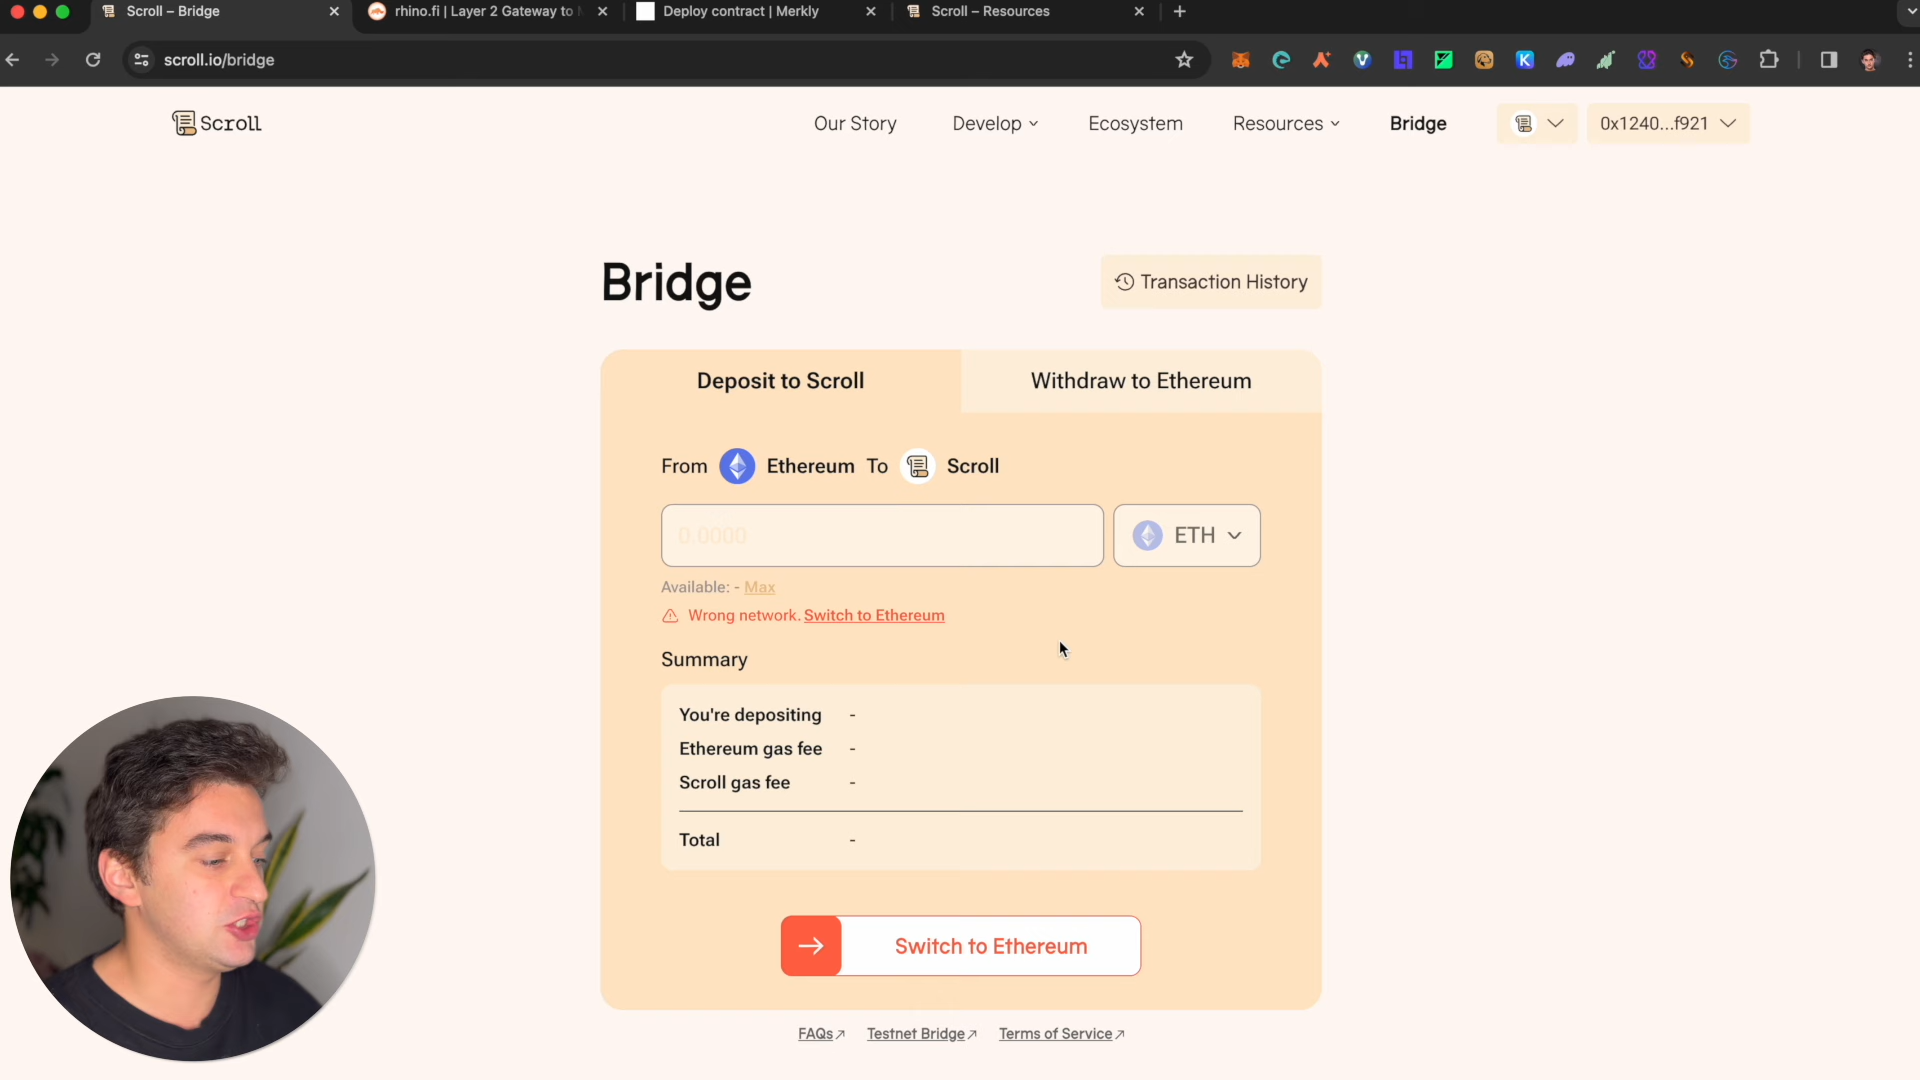 Scroll – Bridge
rhino.fi | Layer 2 Gateway to
Deploy contract | Merkly
Scroll – Resources
scroll.io/bridge
Scroll
Our Story
Develop
Ecosystem
Resources
Bridge
0x1240...f921
Bridge
Transaction History
Deposit to Scroll
Withdraw to Ethereum
From Ethereum To Scroll
0.0000
ETH
Available: - Max
Wrong network. Switch to Ethereum
Summary
You're depositing -
Ethereum gas fee -
Scroll gas fee -
Total -
Switch to Ethereum
FAQs↗ Testnet Bridge↗ Terms of Service↗